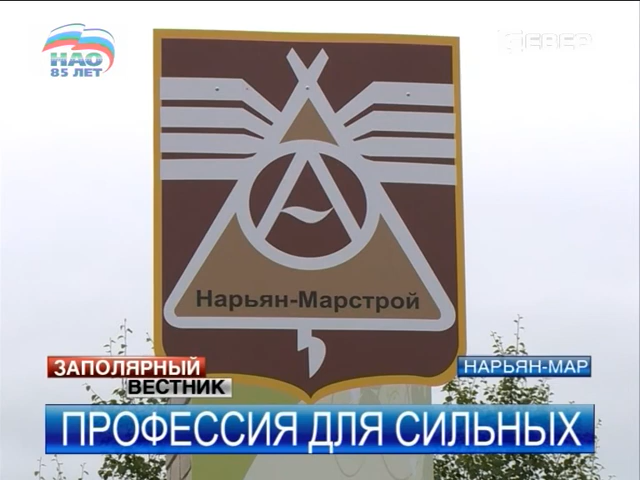 НАО
85 ЛЕТ
СЕВЕР
Нарьян-Марстрой
ЗАПОЛЯРНЫЙ
ВЕСТНИК
НАРЬЯН-МАР
ПРОФЕССИЯ ДЛЯ СИЛЬНЫХ